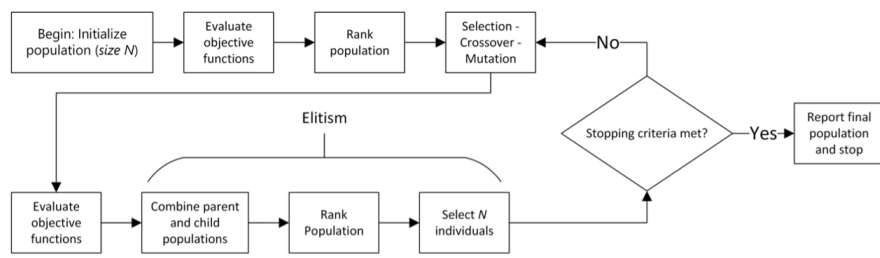 Begin: Initialize
population (size N)
Evaluate
objective
functions
Rank
population
Selection -
Crossover -
Mutation
No
Elitism
Stopping criteria met?
Yes
Report final
population
and stop
Evaluate
objective
functions
Combine parent
and child
populations
Rank
Population
Select N
individuals